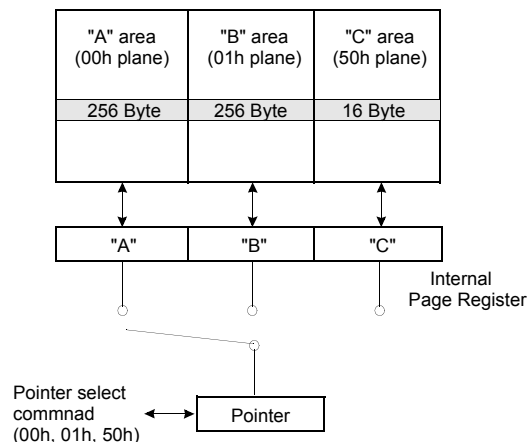 "A" area
(00h plane)
"B" area
(01h plane)
"C" area
(50h plane)
256 Byte
256 Byte
16 Byte
"A"
"B"
"C"
Internal
Page Register
Pointer select
commnad
(00h, 01h, 50h)
Pointer